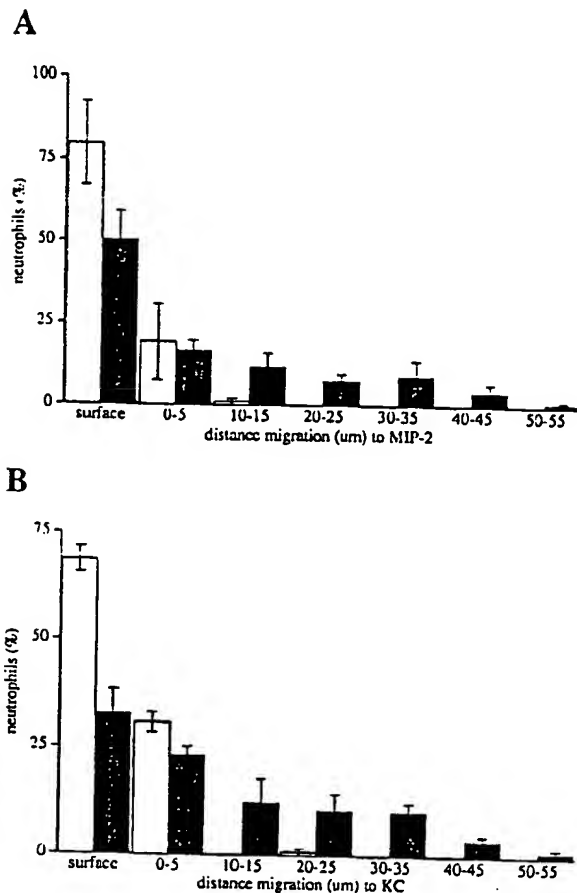 A
100
75
50
25
0
neutrophils (%)
surface 0-5 10-15 20-25 30-35 40-45 50-55
distance migration (um) to MIP-2
B
75
50
25
0
neutrophils (%)
surface 0-5 10-15 20-25 30-35 40-45 50-55
distance migration (um) to KC